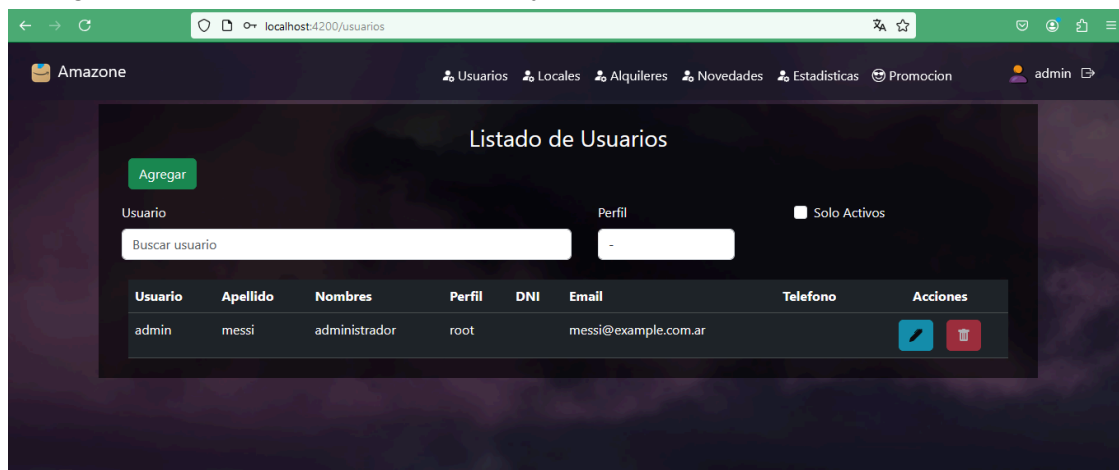 localhost:4200/usuarios
Amazone
Usuarios Locales Alquileres Novedades Estadisticas Promocion admin
Listado de Usuarios
Agregar
Usuario Perfil Solo Activos
Buscar usuario -
Usuario Apellido Nombres Perfil DNI Email Telefono Acciones
admin messi administrador root messi@example.com.ar